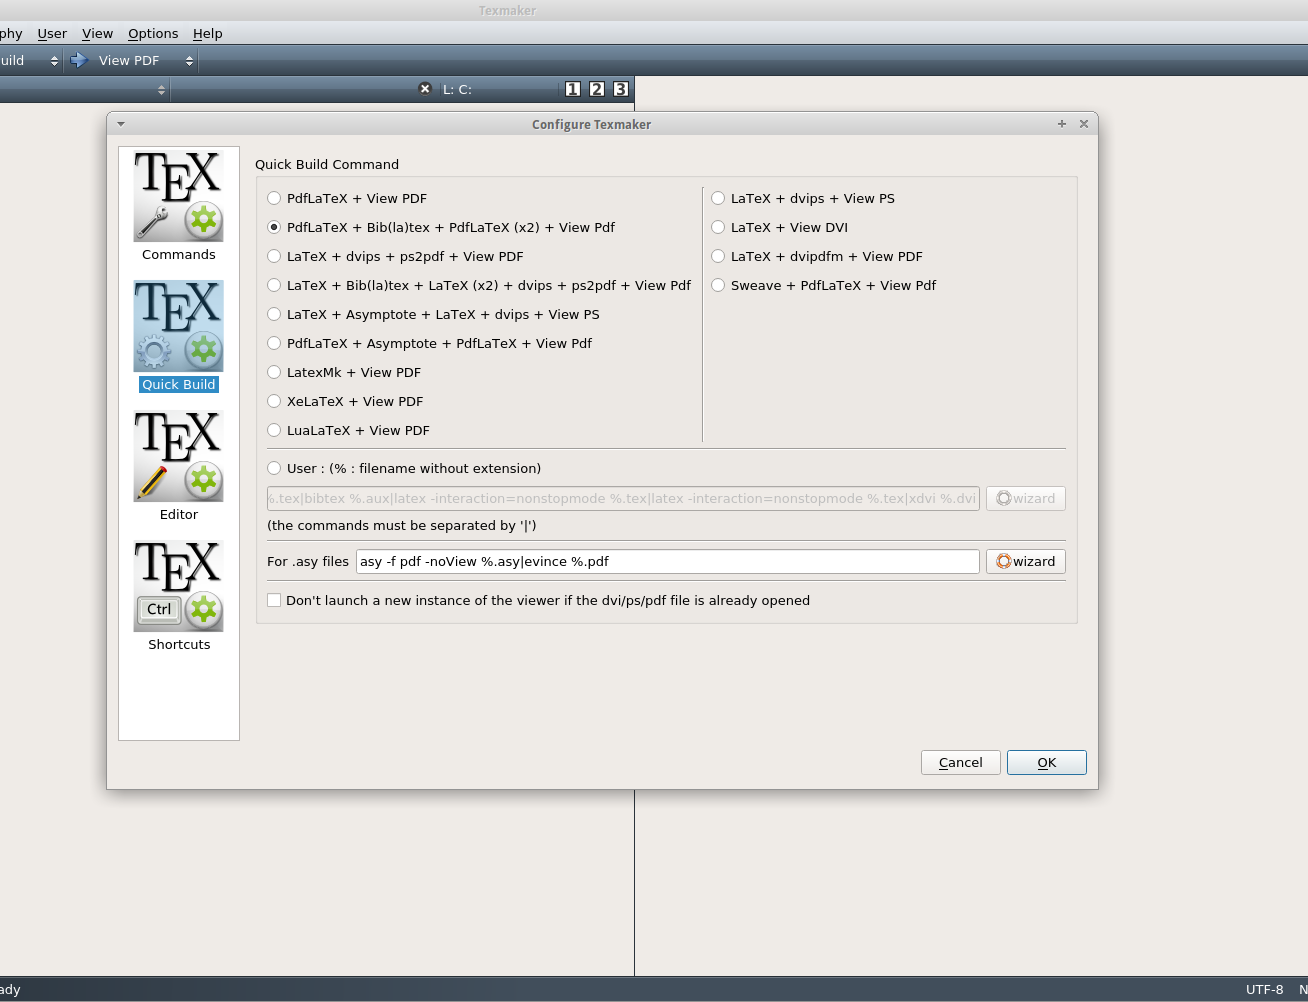 Texmaker
phy User View Options Help
uild View PDF
L: C: 1 2 3
Configure Texmaker
TEX
Commands
TEX
Quick Build
TEX
Editor
TEX
Ctrl
Shortcuts
Quick Build Command
PdfLaTeX + View PDF
PdfLaTeX + Bib(la)tex + PdfLaTeX (x2) + View Pdf
LaTeX + dvips + ps2pdf + View PDF
LaTeX + Bib(la)tex + LaTeX (x2) + dvips + ps2pdf + View Pdf
LaTeX + Asymptote + LaTeX + dvips + View PS
PdfLaTeX + Asymptote + PdfLaTeX + View Pdf
LatexMk + View PDF
XeLaTeX + View PDF
LuaLaTeX + View PDF
LaTeX + dvips + View PS
LaTeX + View DVI
LaTeX + dvipdfm + View PDF
Sweave + PdfLaTeX + View Pdf
User : (% : filename without extension)
%.tex|bibtex %.aux|latex -interaction=nonstopmode %.tex|latex -interaction=nonstopmode %.tex|xdvi %.dvi wizard
(the commands must be separated by '|')
For .asy files asy -f pdf -noView %.asy|evince %.pdf wizard
Don't launch a new instance of the viewer if the dvi/ps/pdf file is already opened
Cancel OK
ady UTF-8 N